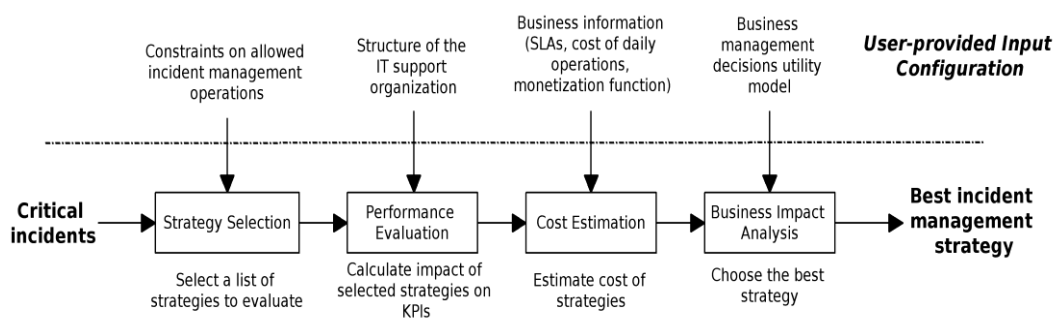 Constraints on allowed
incident management
operations
Structure of the
IT support
organization
Business information
(SLAs, cost of daily
operations,
monetization function)
Business
management
decisions utility
model
User-provided Input
Configuration
Critical
incidents
Strategy Selection
Performance
Evaluation
Cost Estimation
Business Impact
Analysis
Best incident
management
strategy
Select a list of
strategies to evaluate
Calculate impact of
selected strategies on
KPIs
Estimate cost of
strategies
Choose the best
strategy